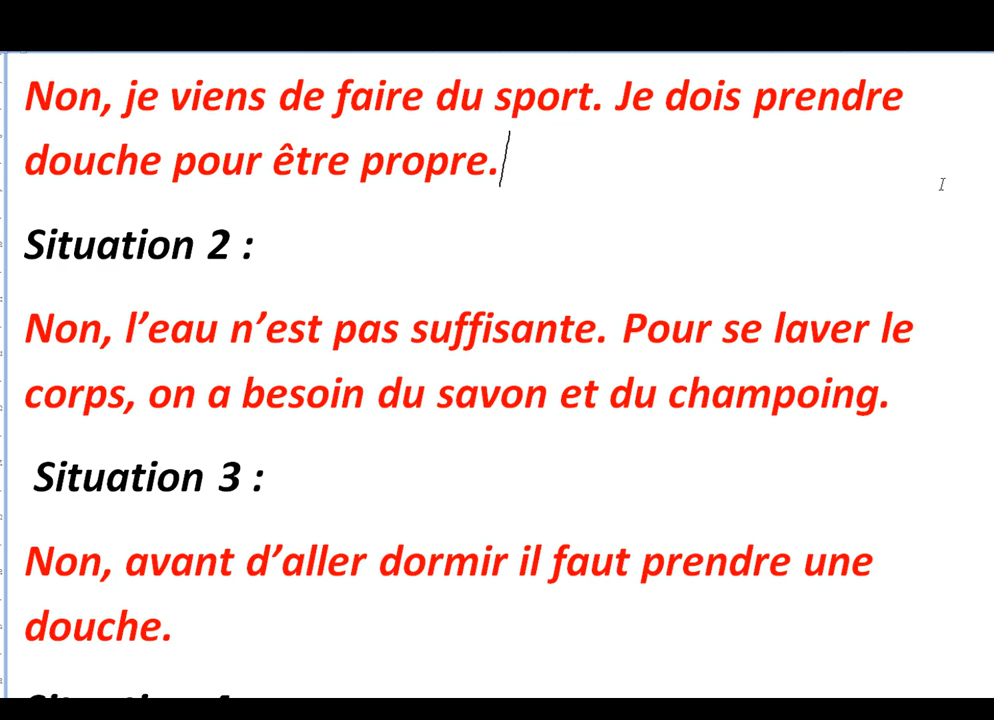 Non, je viens de faire du sport. Je dois prendre
douche pour être propre.
Situation 2 :
Non, l’eau n’est pas suffisante. Pour se laver le
corps, on a besoin du savon et du champoing.
Situation 3 :
Non, avant d’aller dormir il faut prendre une
douche.